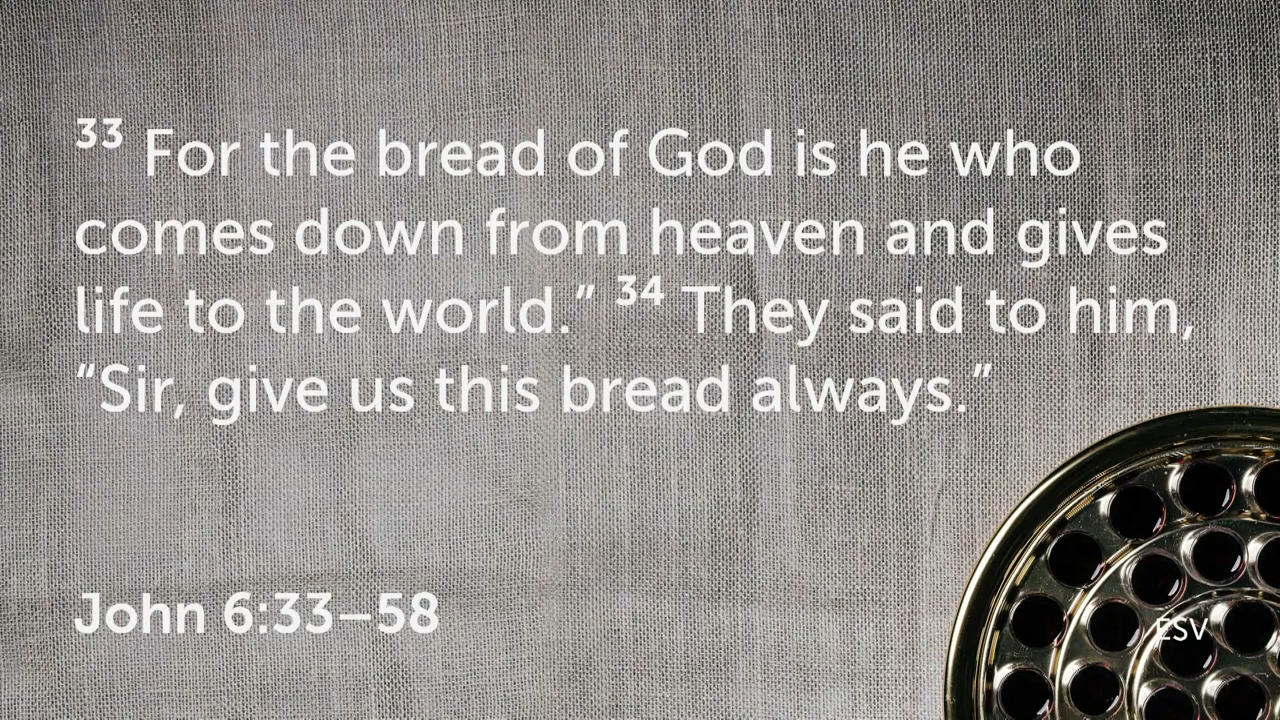 33 For the bread of God is he who
comes down from heaven and gives
life to the world.” 34 They said to him,
“Sir, give us this bread always.”
John 6:33–58
ESV